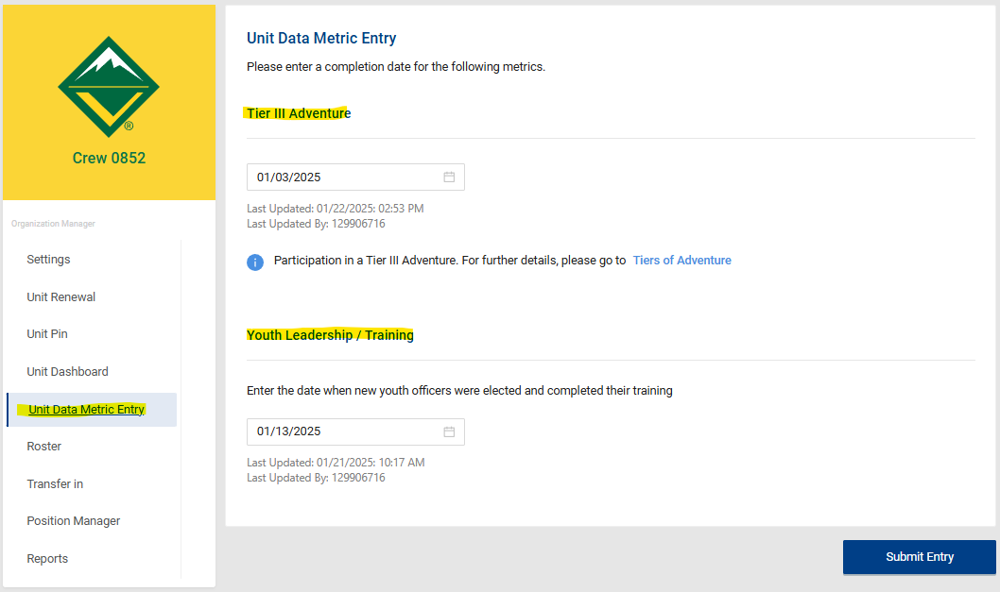 ®
Crew 0852
Organization Manager
Settings
Unit Renewal
Unit Pin
Unit Dashboard
Unit Data Metric Entry
Roster
Transfer in
Position Manager
Reports
Unit Data Metric Entry
Please enter a completion date for the following metrics.
Tier III Adventure
01/03/2025
Last Updated: 01/22/2025: 02:53 PM
Last Updated By: 129906716
i Participation in a Tier III Adventure. For further details, please go to Tiers of Adventure
Youth Leadership / Training
Enter the date when new youth officers were elected and completed their training
01/13/2025
Last Updated: 01/21/2025: 10:17 AM
Last Updated By: 129906716
Submit Entry